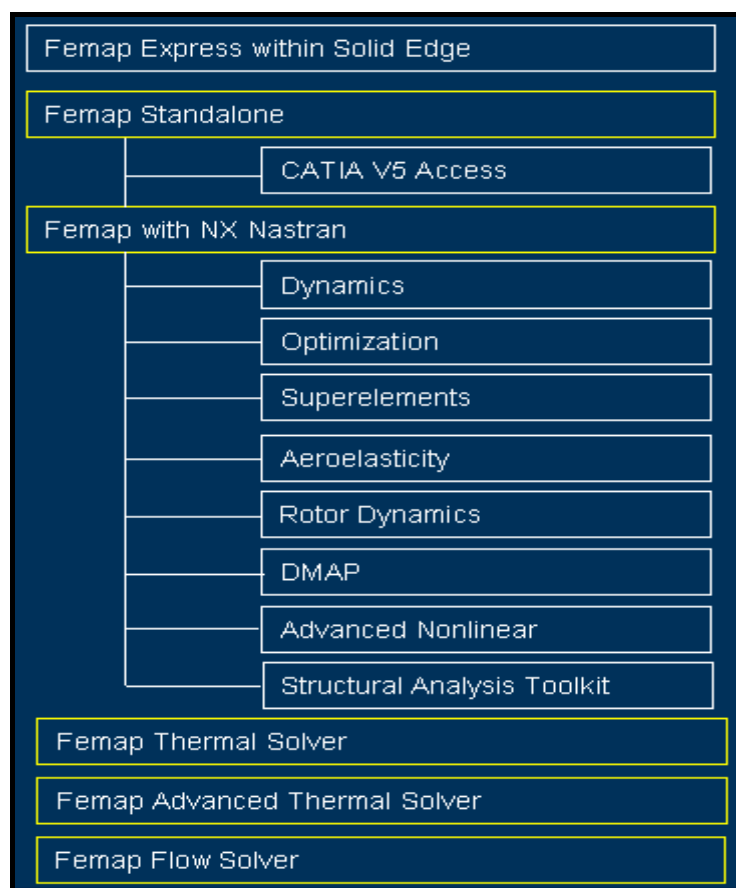 Femap Express within Solid Edge
Femap Standalone
CATIA V5 Access
Femap with NX Nastran
Dynamics
Optimization
Superelements
Aeroelasticity
Rotor Dynamics
DMAP
Advanced Nonlinear
Structural Analysis Toolkit
Femap Thermal Solver
Femap Advanced Thermal Solver
Femap Flow Solver